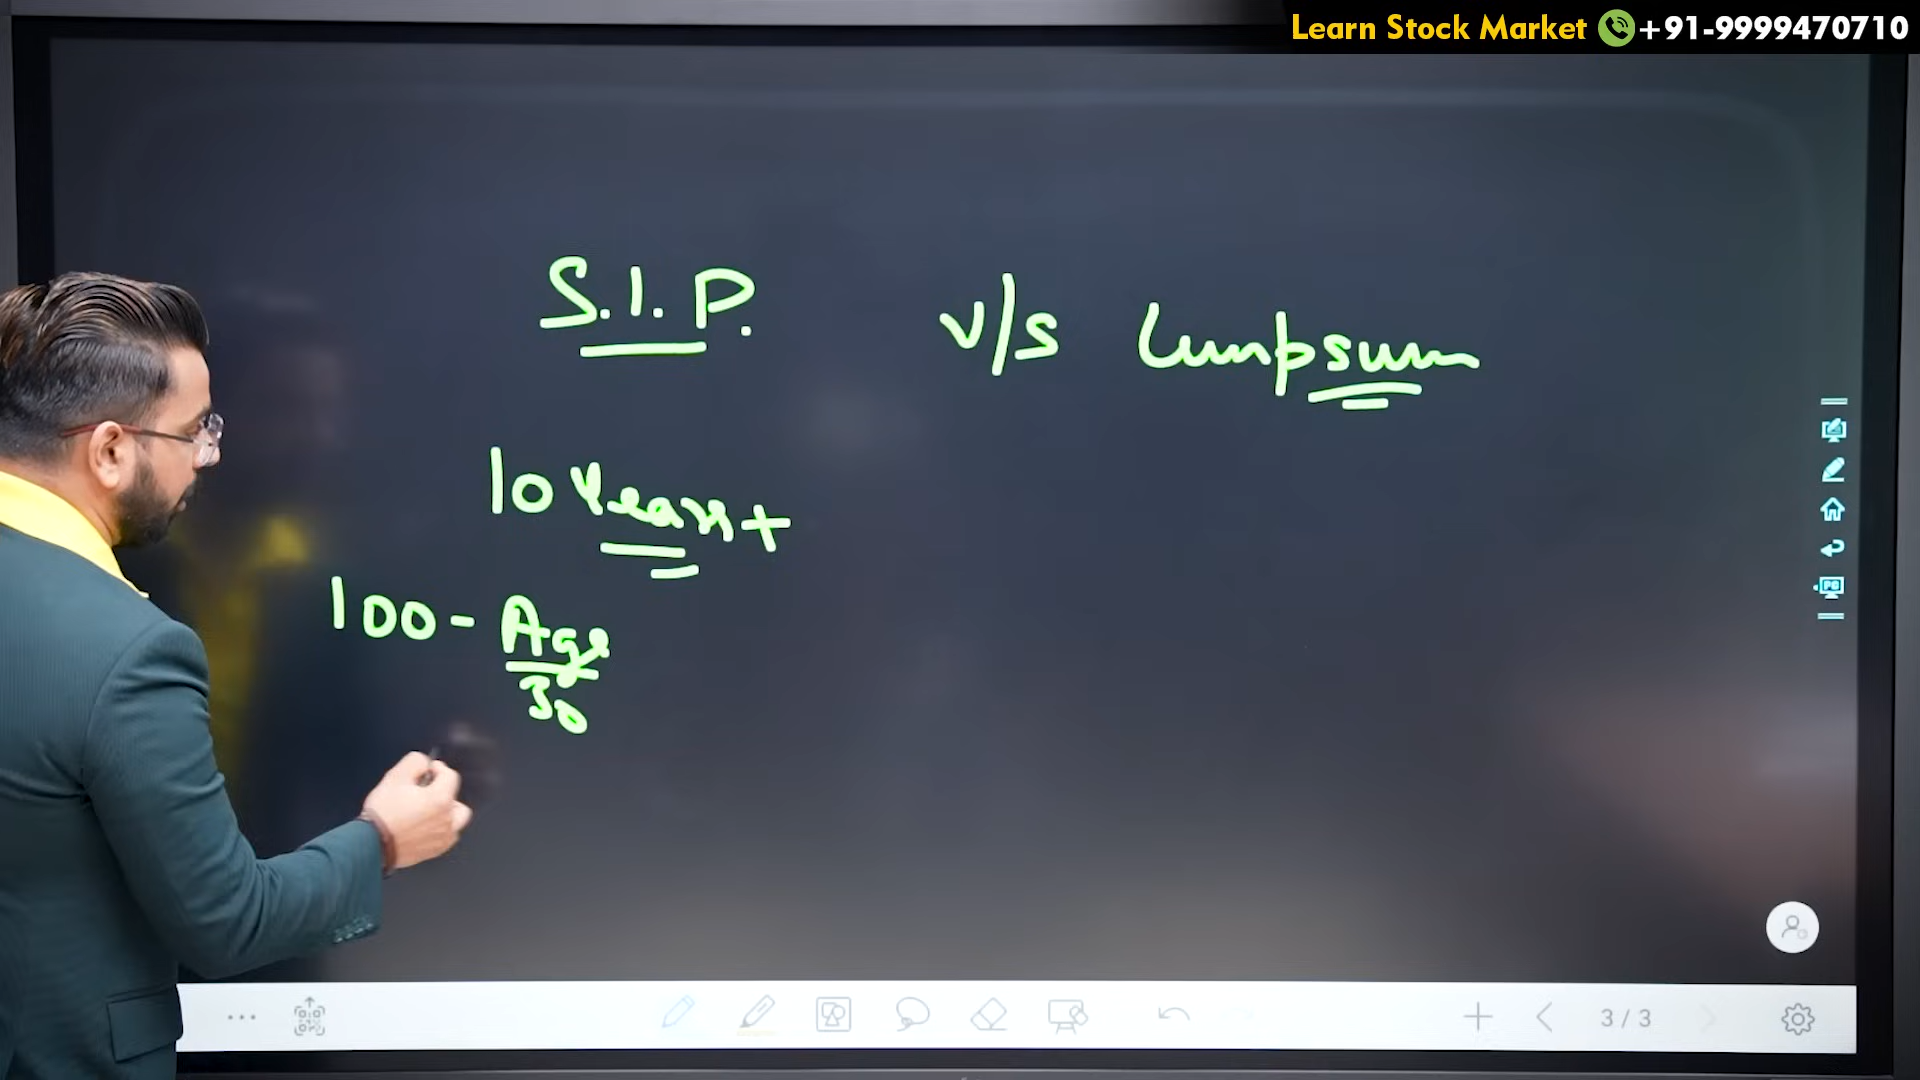 Learn Stock Market +91-9999470710
S.I.P. v/s Lumpsum
10 Years +
100 - Age
30
3/3